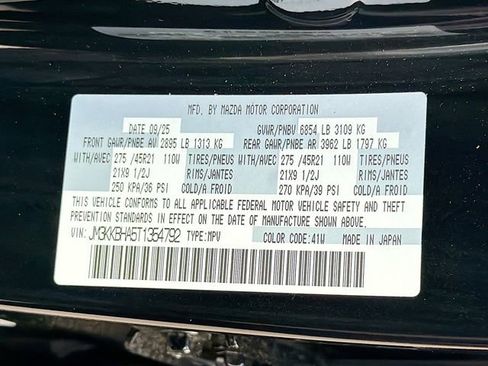 MFD. BY MAZDA MOTOR CORPORATION
DATE 09/25 GVWR/PNBV 6854 LB 3109 KG
FRONT GAWR/PNBE AV 2895 LB 1313 KG REAR GAWR/PNBE AR 3962 LB 1797 KG
WITH/AVEC 275 /45R21 110W TIRES/PNEUS WITH/AVEC 275 /45R21 110W TIRES/PNEUS
21X9 1/2J RIMS/JANTES 21X9 1/2J RIMS/JANTES
250 KPA/36 PSI COLD/A FROID 270 KPA/39 PSI COLD/A FROID
THIS VEHICLE CONFORMS TO ALL APPLICABLE FEDERAL MOTOR VEHICLE SAFETY AND THEFT
PREVENTION STANDARDS IN EFFECT ON THE DATE OF MANUFACTURE SHOWN ABOVE.
VIN: JM3KKBHA5T1354792 TYPE:MPV COLOR CODE:41W MADE IN JAPAN